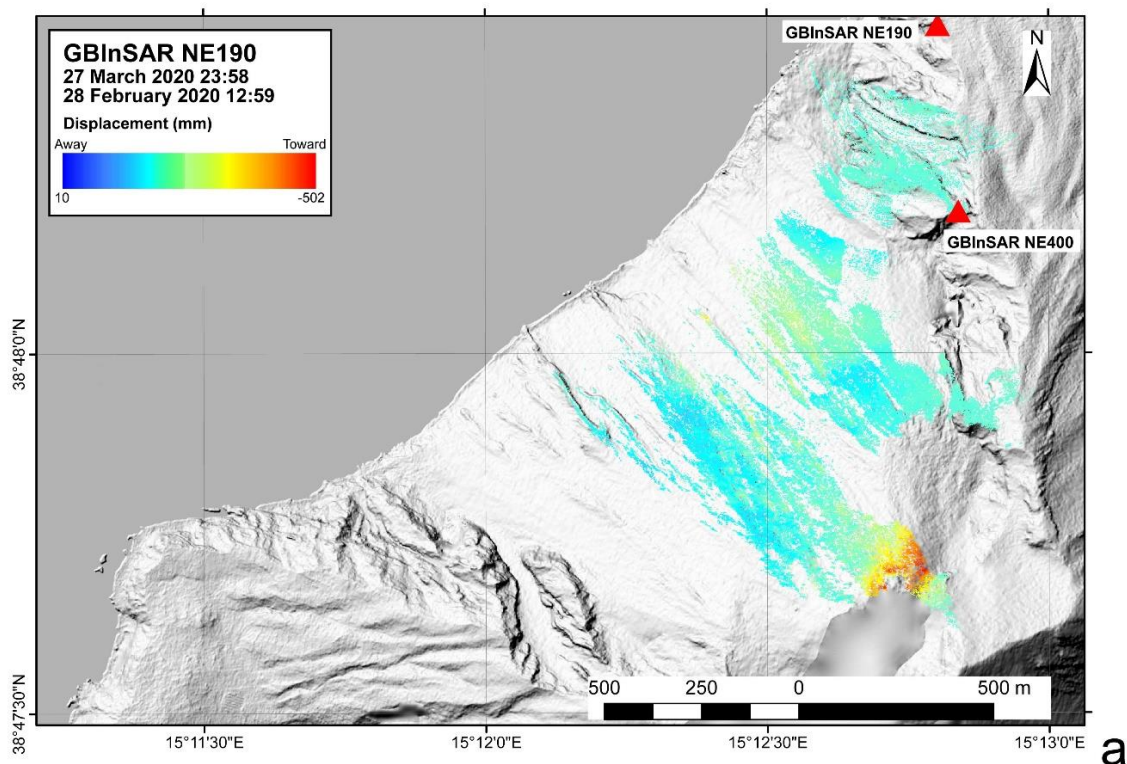 GBInSAR NE190
27 March 2020 23:58
28 February 2020 12:59
Displacement (mm)
Away Toward
10 -502
GBInSAR NE190
N
GBInSAR NE400
38°48'0"N
38°47'30"N
500 250 0 500 m
15°11'30"E 15°12'0"E 15°12'30"E 15°13'0"E
a